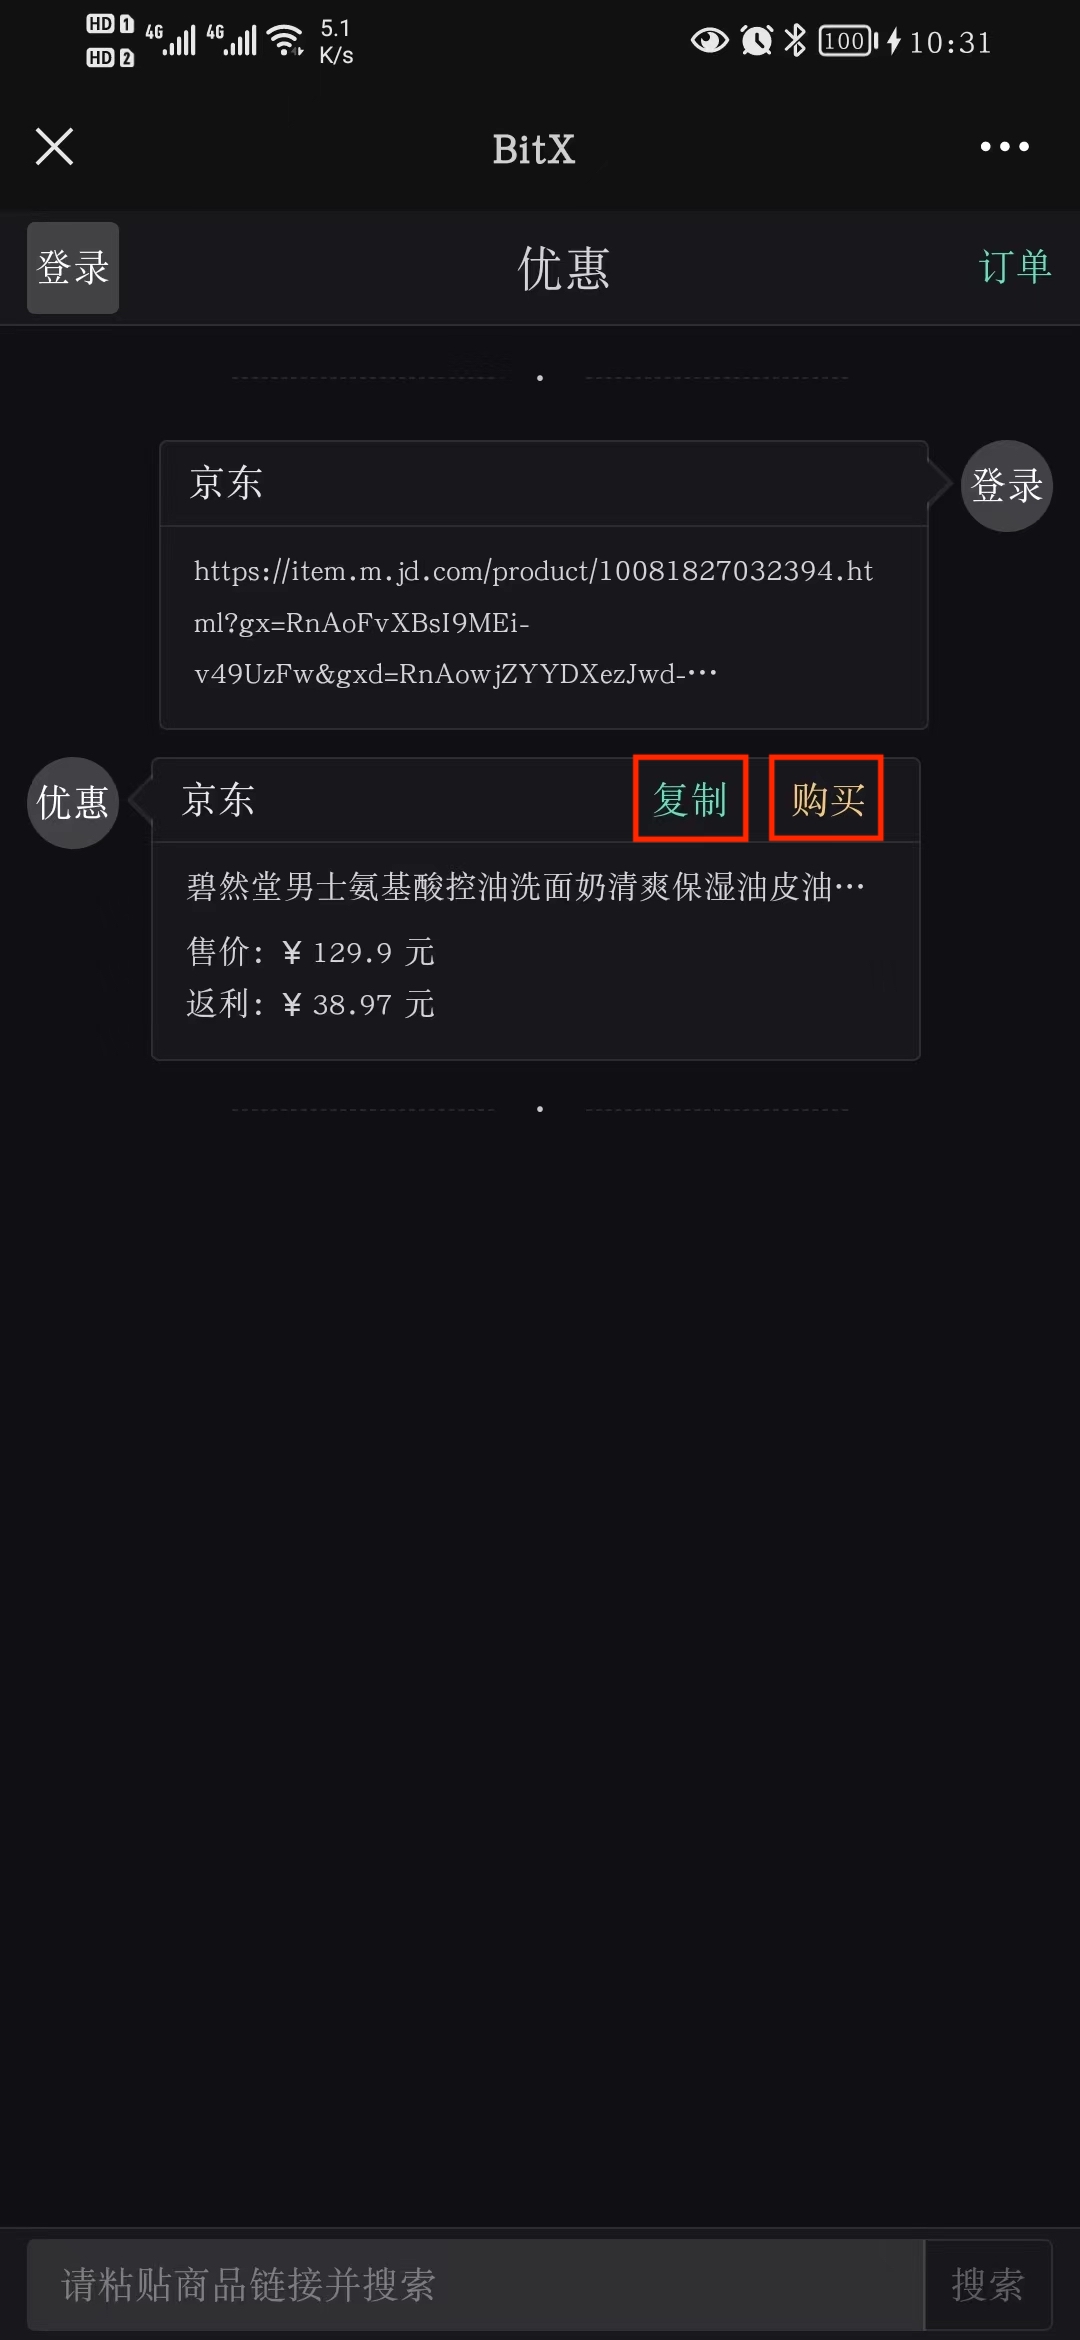 HD 1 4G 4G 5.1 100 10:31
HD 2 K/s
BitX
登录 优惠 订单
京东
登录
https://item.m.jd.com/product/10081827032394.ht
ml?gx=RnAoFvXBsI9MEi-
v49UzFw&gxd=RnAowjZYYDXezJwd-…
优惠
京东 复制 购买
碧然堂男士氨基酸控油洗面奶清爽保湿油皮油…
售价：¥ 129.9 元
返利：¥ 38.97 元
请粘贴商品链接并搜索 搜索